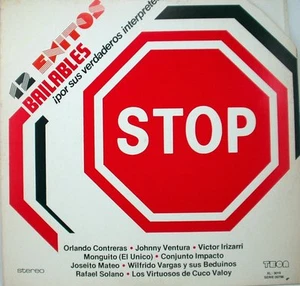 12 EXITOS
BAILABLES
¡por sus verdaderos interprete
STOP
Orlando Contreras • Johnny Ventura • Victor Irizarri
Monguito (El Unico) • Conjunto Impacto
Joseito Mateo • Wilfrido Vargas y sus Beduinos
Rafael Solano • Los Virtuosos de Cuco Valoy
stereo
TECA